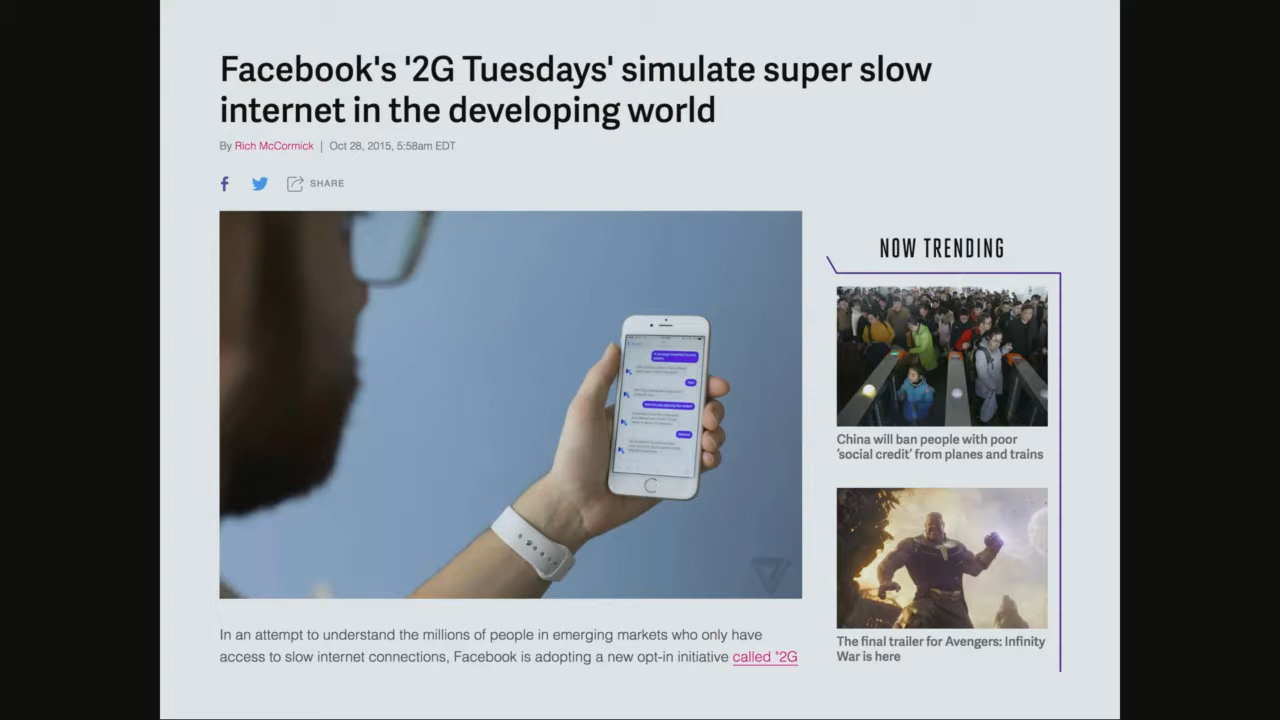 Facebook's '2G Tuesdays' simulate super slow
internet in the developing world
By Rich McCormick | Oct 28, 2015, 5:58am EDT
SHARE
NOW TRENDING
China will ban people with poor
'social credit' from planes and trains
The final trailer for Avengers: Infinity
War is here
In an attempt to understand the millions of people in emerging markets who only have
access to slow internet connections, Facebook is adopting a new opt-in initiative called "2G